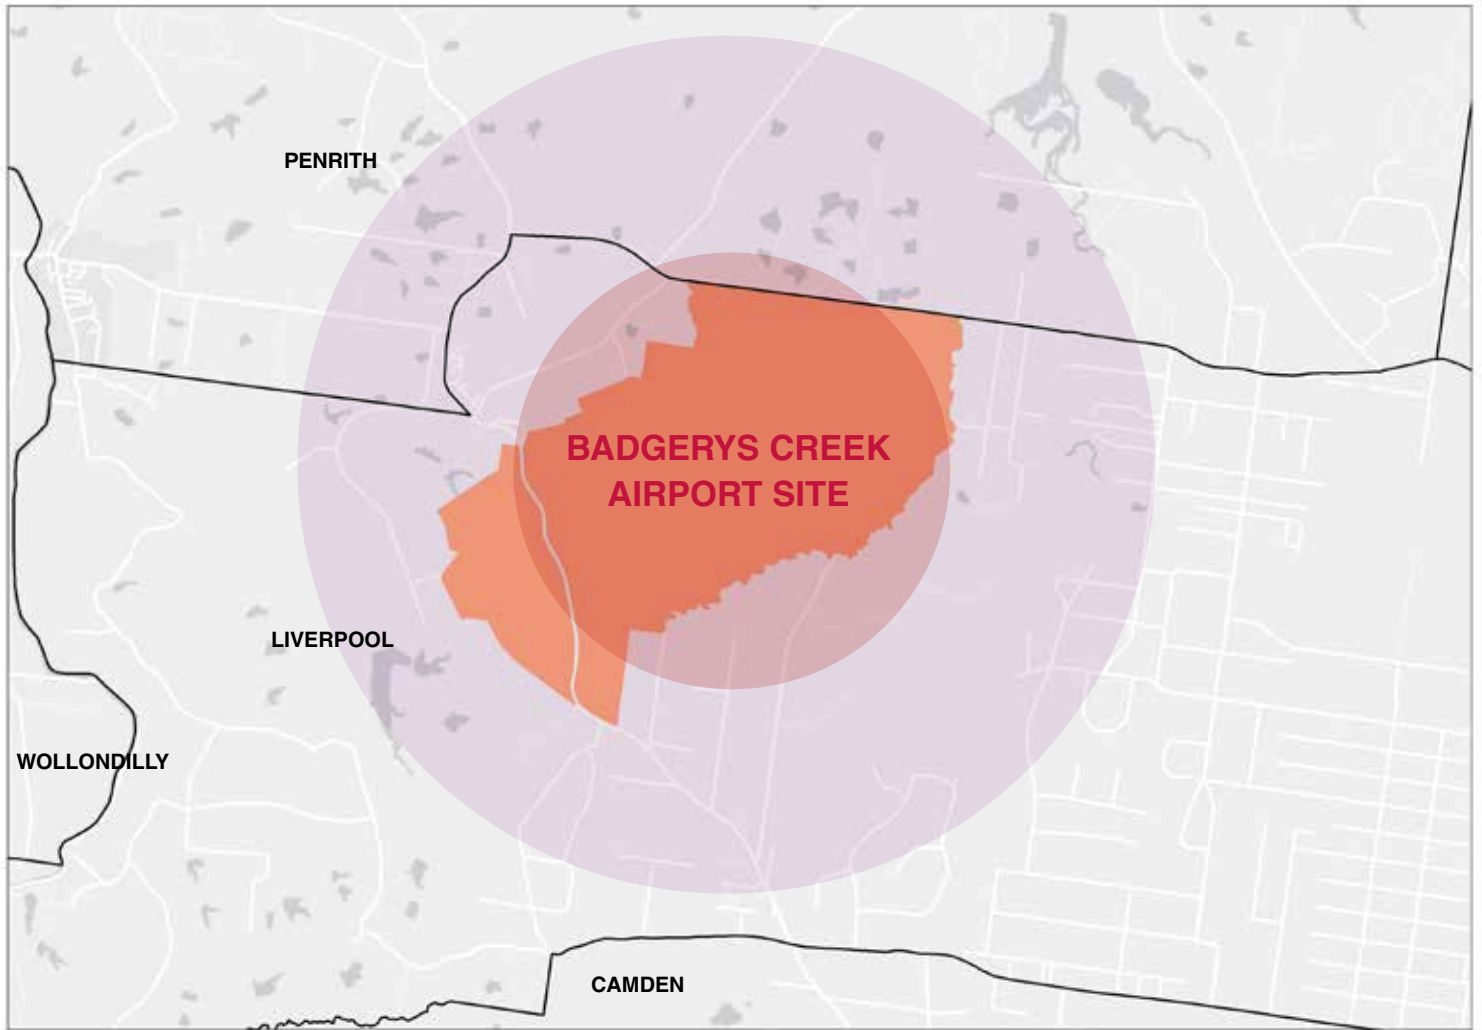 PENRITH
BADGERYS CREEK
AIRPORT SITE
LIVERPOOL
WOLLONDILLY
CAMDEN